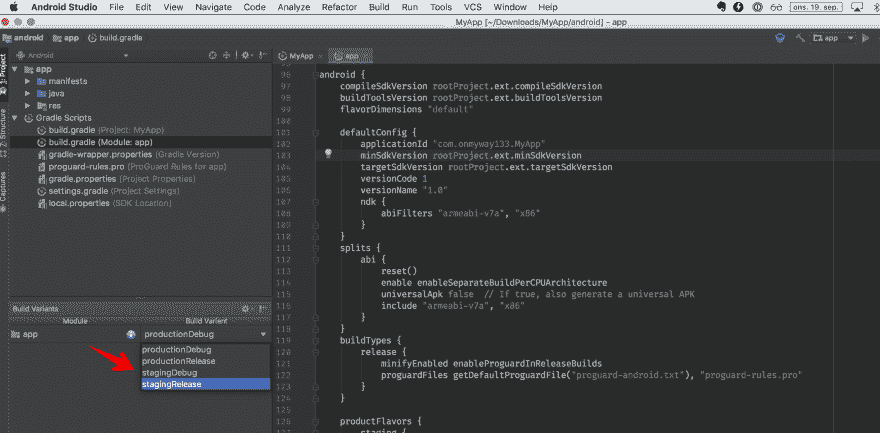 Android Studio File Edit View Navigate Code Analyze Refactor Build Run Tools VCS Window Help ons. 19. sep.
MyApp [~/Downloads/MyApp/android] - app
android app build.gradle app
1: Project
Android
MyApp app
app
manifests
java
res
Gradle Scripts
build.gradle (Project: MyApp)
build.gradle (Module: app)
gradle-wrapper.properties (Gradle Version)
proguard-rules.pro (ProGuard Rules for app)
gradle.properties (Project Properties)
settings.gradle (Project Settings)
local.properties (SDK Location)
Z: Structure
Captures
96 android {
97 compileSdkVersion rootProject.ext.compileSdkVersion
98 buildToolsVersion rootProject.ext.buildToolsVersion
99 flavorDimensions "default"
100
101 defaultConfig {
102 applicationId "com.onmyway133.MyApp"
103 minSdkVersion rootProject.ext.minSdkVersion
104 targetSdkVersion rootProject.ext.targetSdkVersion
105 versionCode 1
106 versionName "1.0"
107 ndk {
108 abiFilters "armeabi-v7a", "x86"
109 }
110 }
111 splits {
112 abi {
113 reset()
114 enable enableSeparateBuildPerCPUArchitecture
115 universalApk false // If true, also generate a universal APK
116 include "armeabi-v7a", "x86"
117 }
118 }
119 buildTypes {
120 release {
121 minifyEnabled enableProguardInReleaseBuilds
122 proguardFiles getDefaultProguardFile("proguard-android.txt"), "proguard-rules.pro"
123 }
124 }
125
126 productFlavors {
127 staging {
Build Variants
Module Build Variant
app productionDebug
productionDebug
productionRelease
stagingDebug
stagingRelease